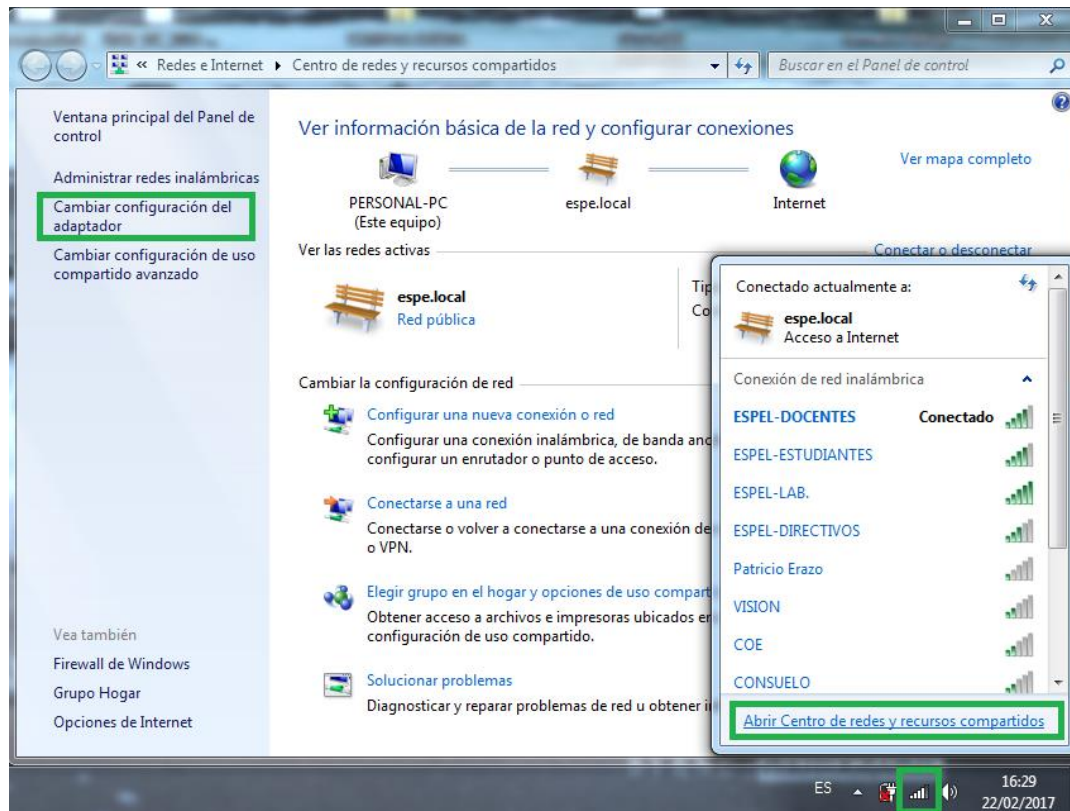 « Redes e Internet ▸ Centro de redes y recursos compartidos
Buscar en el Panel de control
Ventana principal del Panel de
control
Administrar redes inalámbricas
Cambiar configuración del
adaptador
Cambiar configuración de uso
compartido avanzado
Vea también
Firewall de Windows
Grupo Hogar
Opciones de Internet
Ver información básica de la red y configurar conexiones
Ver mapa completo
PERSONAL-PC
(Este equipo)
espe.local
Internet
Ver las redes activas
Conectar o desconectar
espe.local
Red pública
Tip
Co
Cambiar la configuración de red
Configurar una nueva conexión o red
Configurar una conexión inalámbrica, de banda anc
configurar un enrutador o punto de acceso.
Conectarse a una red
Conectarse o volver a conectarse a una conexión de
o VPN.
Elegir grupo en el hogar y opciones de uso compart
Obtener acceso a archivos e impresoras ubicados en
configuración de uso compartido.
Solucionar problemas
Diagnosticar y reparar problemas de red u obtener i
Conectado actualmente a:
espe.local
Acceso a Internet
Conexión de red inalámbrica
ESPEL-DOCENTES Conectado
ESPEL-ESTUDIANTES
ESPEL-LAB.
ESPEL-DIRECTIVOS
Patricio Erazo
VISION
COE
CONSUELO
Abrir Centro de redes y recursos compartidos
ES
16:29
22/02/2017